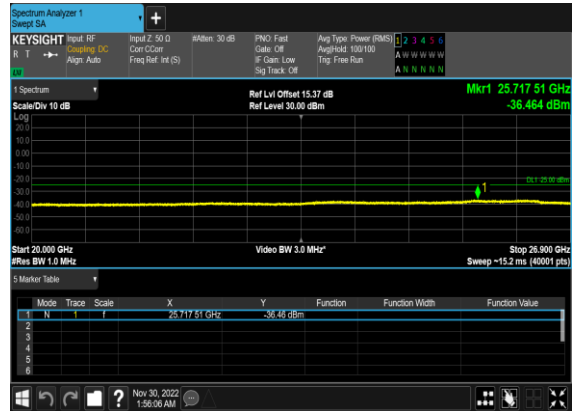 Spectrum Analyzer 1
Swept SA
+
KEYSIGHT Input: RF Input Z: 50 Ω #Atten: 30 dB PNO: Fast Avg Type: Power (RMS) 1 2 3 4 5 6
R T Coupling: DC Corr CCorr Gate: Off Avg|Hold: 100/100 A W W W W W
Align: Auto Freq Ref: Int (S) IF Gain: Low Trig: Free Run
LW Sig Track: Off A N N N N N
1 Spectrum Ref Lvl Offset 15.37 dB Mkr1 25.717 51 GHz
Scale/Div 10 dB Ref Level 30.00 dBm -36.464 dBm
Log
20.0
10.0
0.00
-10.0
-20.0 DL1 -25.00 dBm
-30.0 1
-40.0
-50.0
-60.0
Start 20.000 GHz Video BW 3.0 MHz* Stop 26.900 GHz
#Res BW 1.0 MHz Sweep ~15.2 ms (40001 pts)
5 Marker Table
Mode Trace Scale X Y Function Function Width Function Value
1 N 1 f 25.717 51 GHz -36.46 dBm
2
3
4
5
6
? Nov 30, 2022
1:56:06 AM